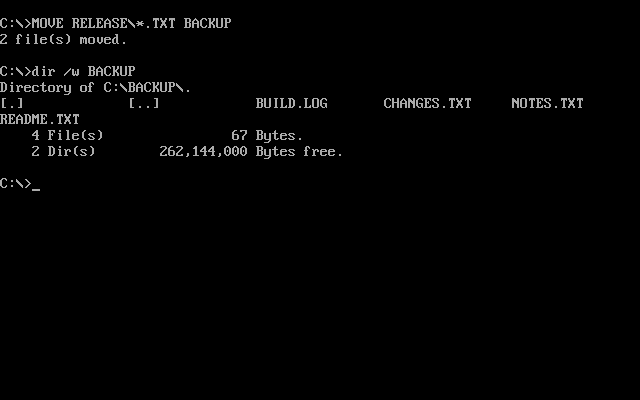 C:\>MOVE RELEASE\*.TXT BACKUP
2 file(s) moved.
C:\>dir /w BACKUP
Directory of C:\BACKUP\.
[.]             [..]            BUILD.LOG       CHANGES.TXT     NOTES.TXT
README.TXT
    4 File(s)                67 Bytes.
    2 Dir(s)        262,144,000 Bytes free.
C:\>_